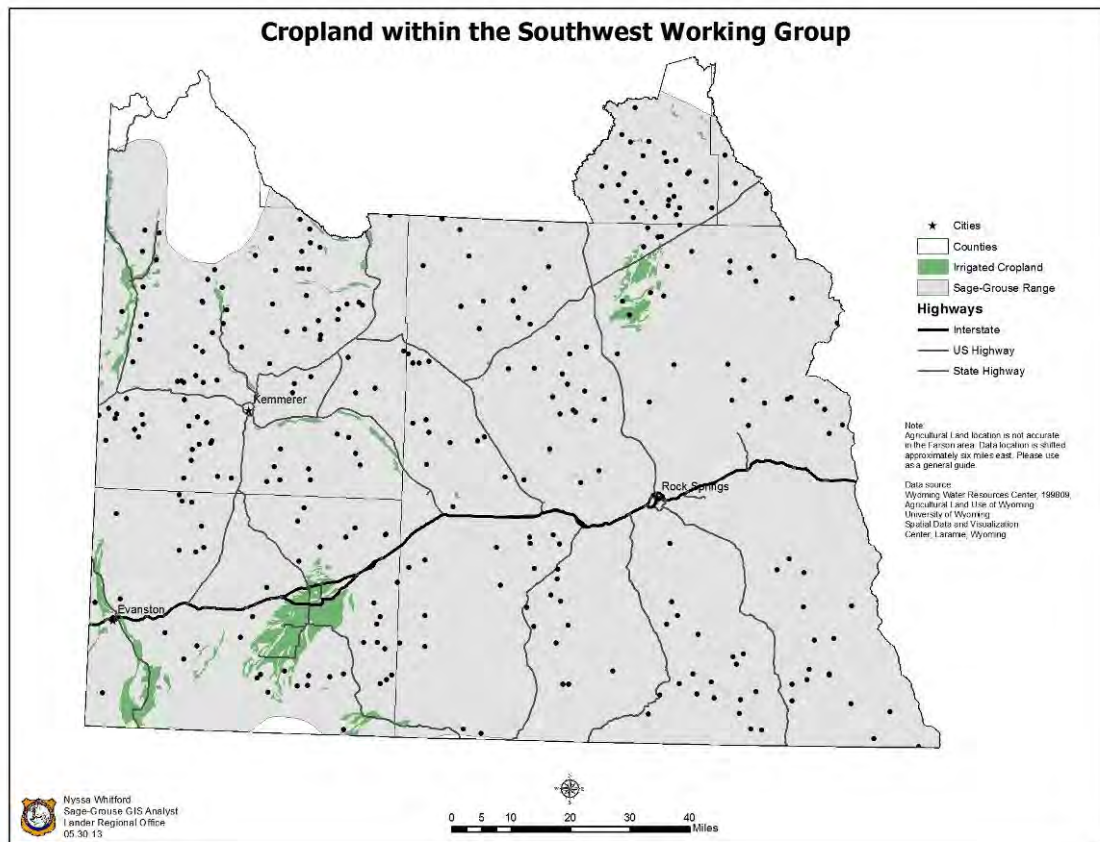 Cropland within the Southwest Working Group
Cities
Counties
Irrigated Cropland
Sage-Grouse Range
Highways
Interstate
US Highway
State Highway
Kemmerer
Note:
Agricultural Land location is not accurate
in the Farson area. Data location is shifted
approximately six miles east. Please use
as a general guide.
Data source:
Wyoming Water Resources Center, 199809,
Agricultural Land Use of Wyoming
University of Wyoming
Spatial Data and Visualization
Center, Laramie, Wyoming
Rock Springs
Evanston
Nyssa Whitford
Sage-Grouse GIS Analyst
Lander Regional Office
05.30.13
0 5 10 20 30 40
Miles